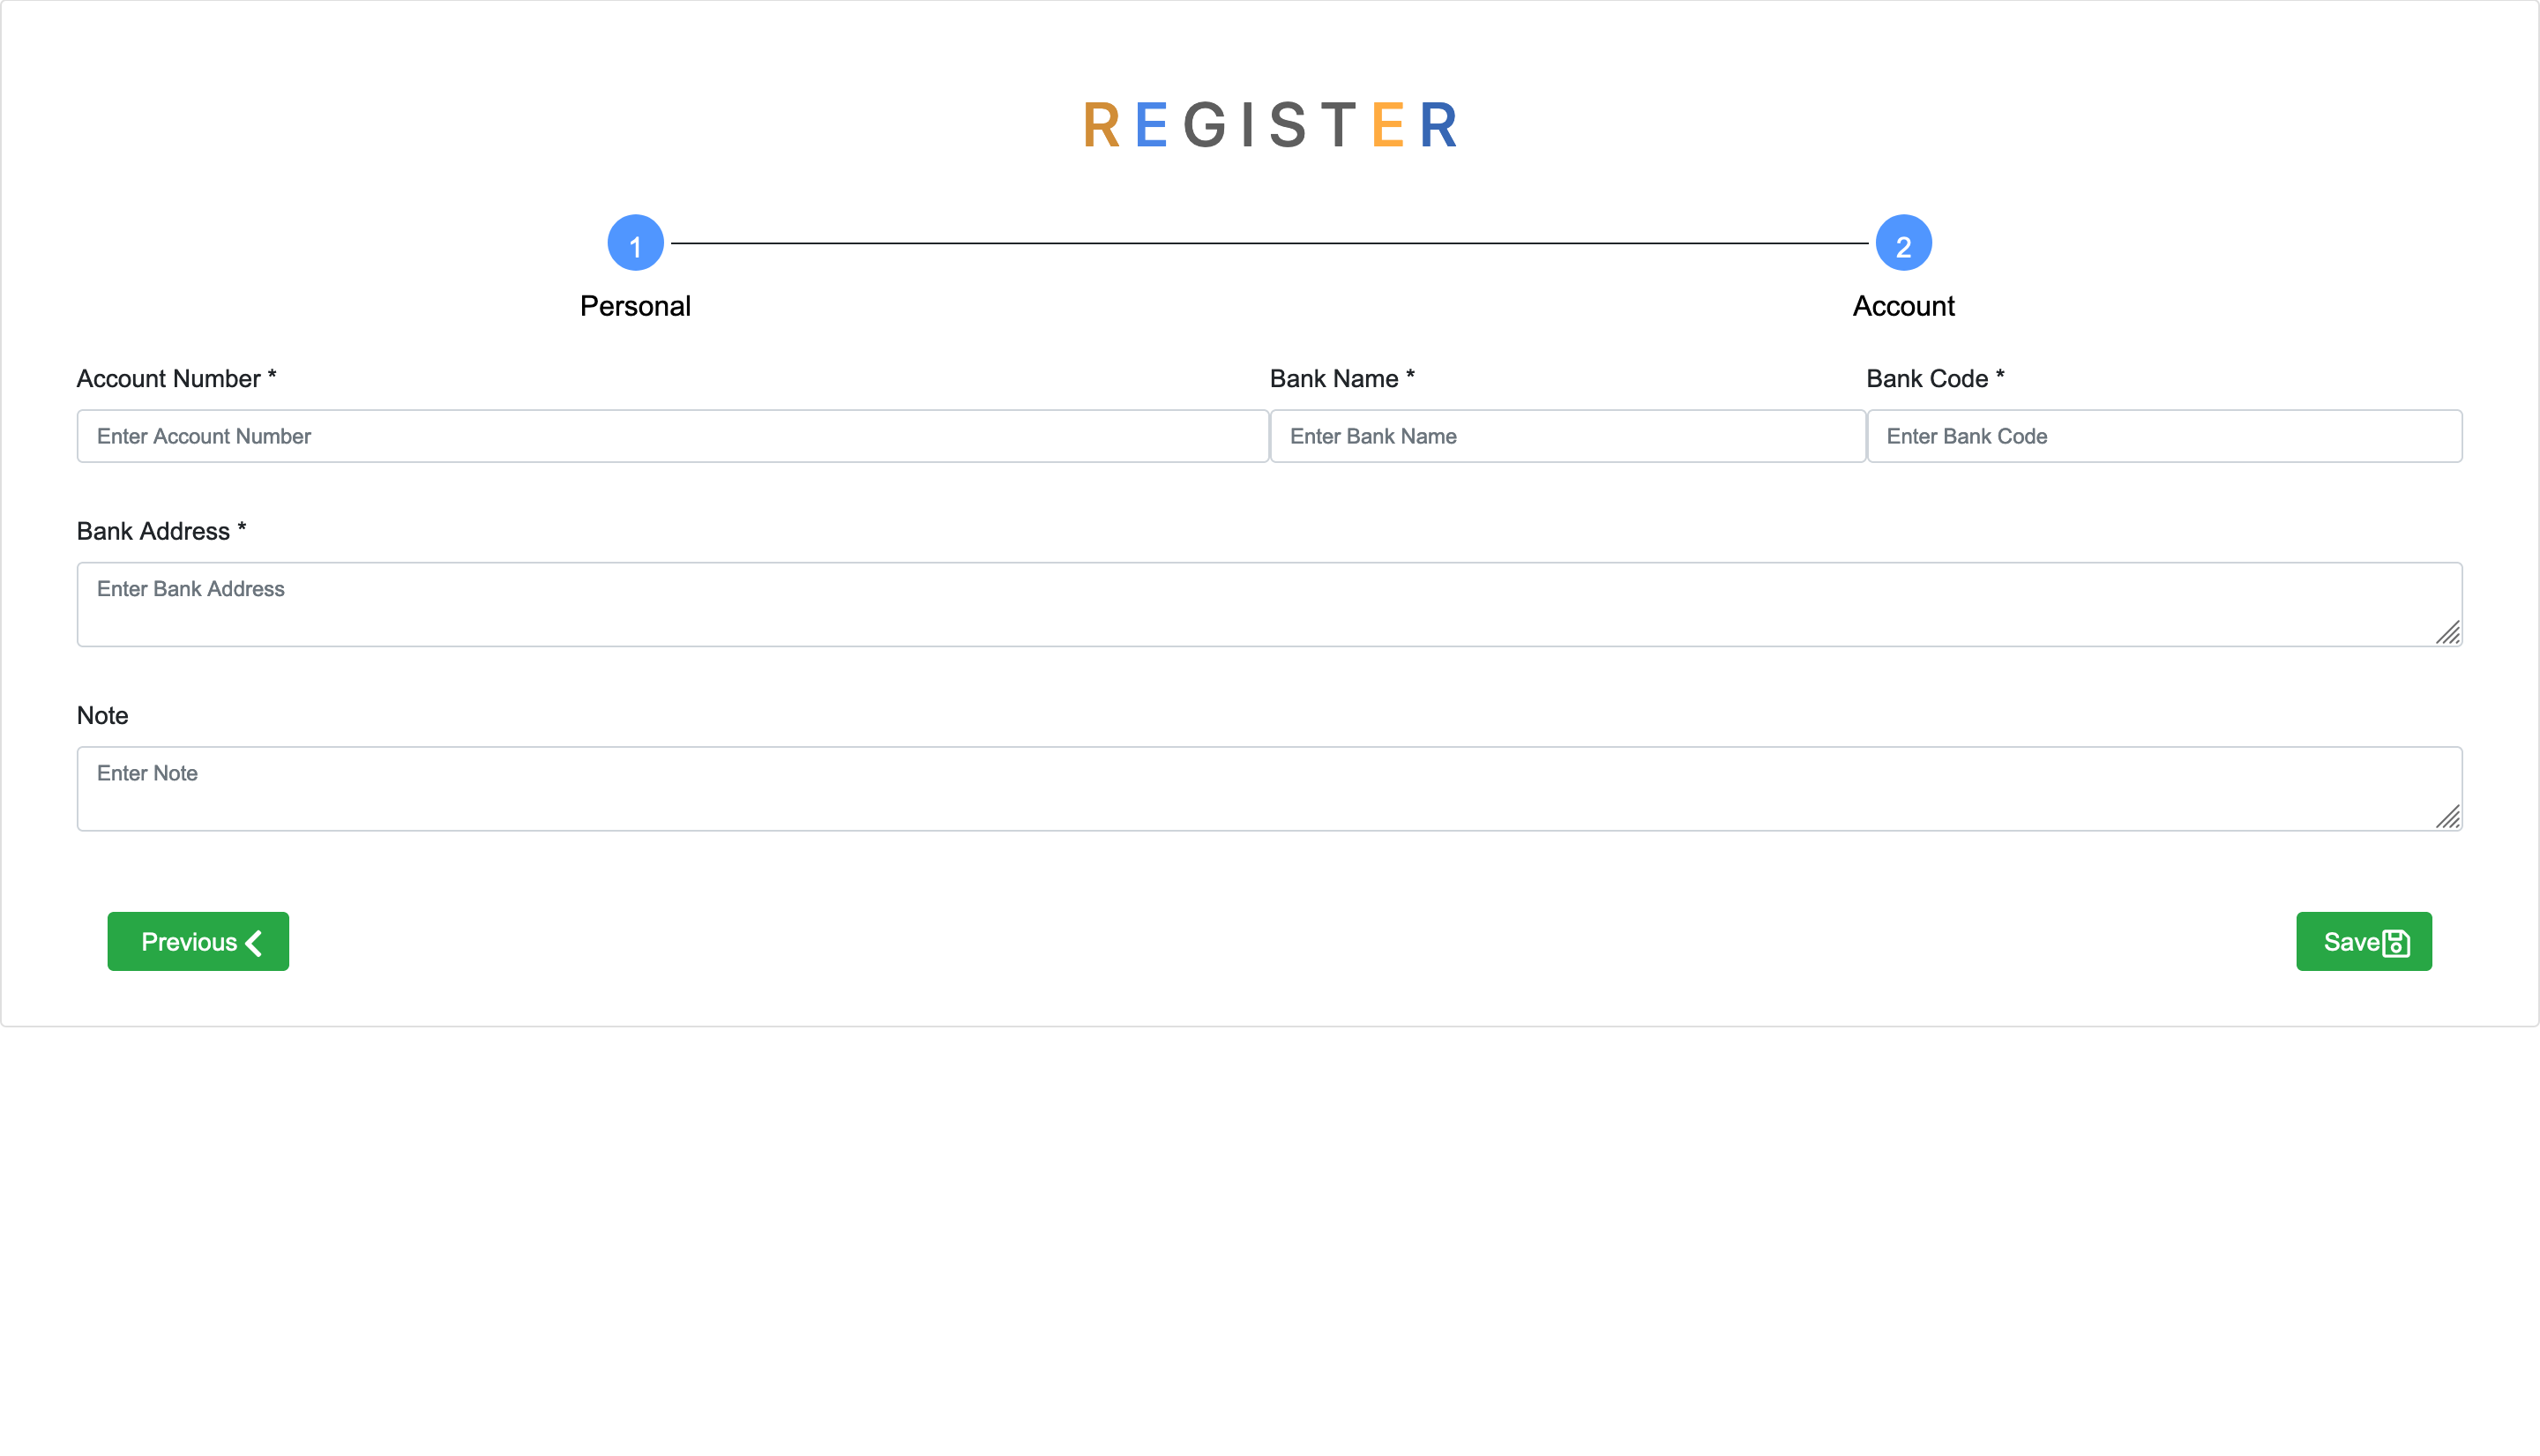 REGISTER
1 2
Personal Account
Account Number * Bank Name * Bank Code *
Enter Account Number Enter Bank Name Enter Bank Code
Bank Address *
Enter Bank Address
Note
Enter Note
Previous Save